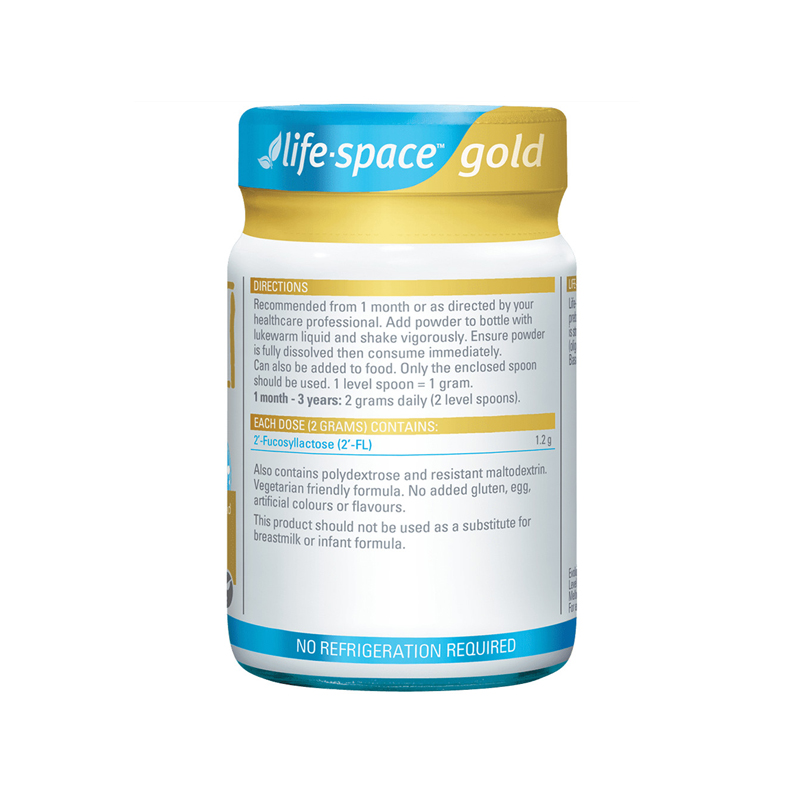 life·space™ gold
DIRECTIONS
Recommended from 1 month or as directed by your
healthcare professional. Add powder to bottle with
lukewarm liquid and shake vigorously. Ensure powder
is fully dissolved then consume immediately.
Can also be added to food. Only the enclosed spoon
should be used. 1 level spoon = 1 gram.
1 month - 3 years: 2 grams daily (2 level spoons).
EACH DOSE (2 GRAMS) CONTAINS:
2’-Fucosyllactose (2’-FL) 1.2 g
Also contains polydextrose and resistant maltodextrin.
Vegetarian friendly formula. No added gluten, egg,
artificial colours or flavours.
This product should not be used as a substitute for
breastmilk or infant formula.
NO REFRIGERATION REQUIRED